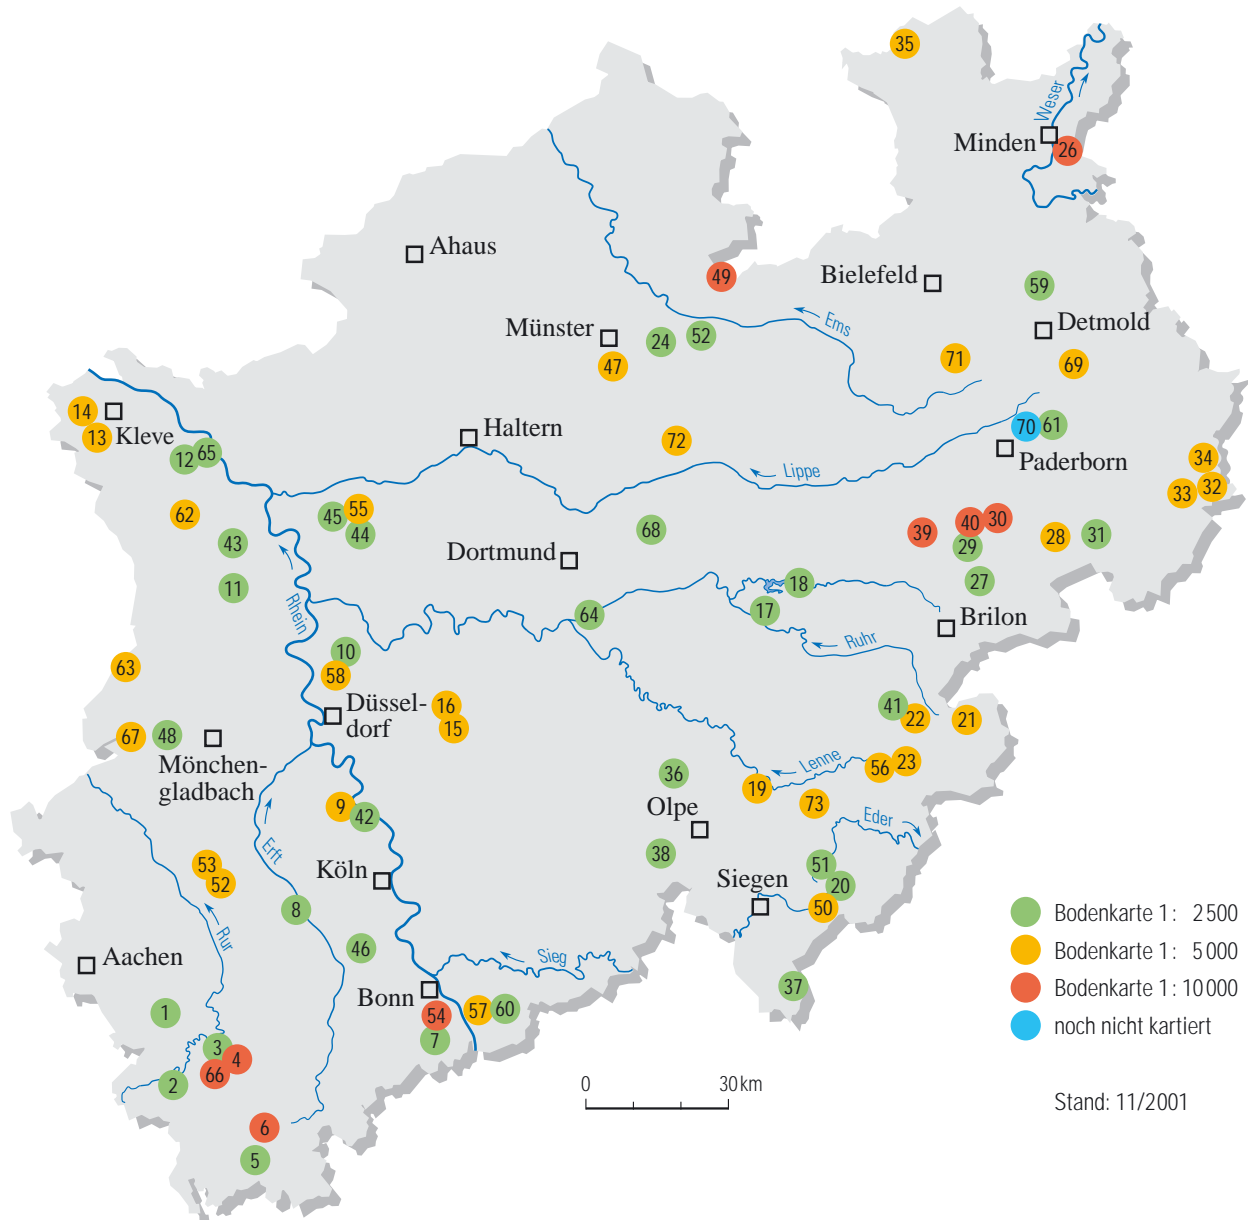 35
Weser
Minden
26
Ahaus
49
Bielefeld
59
Ems
Münster
24
52
Detmold
47
71
69
14
13
Kleve
Haltern
72
70
61
12
65
Lippe
Paderborn
34
33
32
62
45
55
44
43
68
39
40
30
29
28
31
Dortmund
11
Rhein
18
17
27
64
Brilon
Ruhr
10
63
58
16
15
Düssel-
dorf
41
22
21
67
48
Mönchen-
gladbach
36
Lenne
19
56
23
9
42
73
Olpe
Eder
53
52
Erft
Köln
38
51
20
Siegen
50
8
Rur
46
Aachen
Sieg
37
Bonn
54
57
60
7
1
3
4
66
2
6
5
0 30 km
Bodenkarte 1: 2 500
Bodenkarte 1: 5 000
Bodenkarte 1: 10 000
noch nicht kartiert
Stand: 11/2001